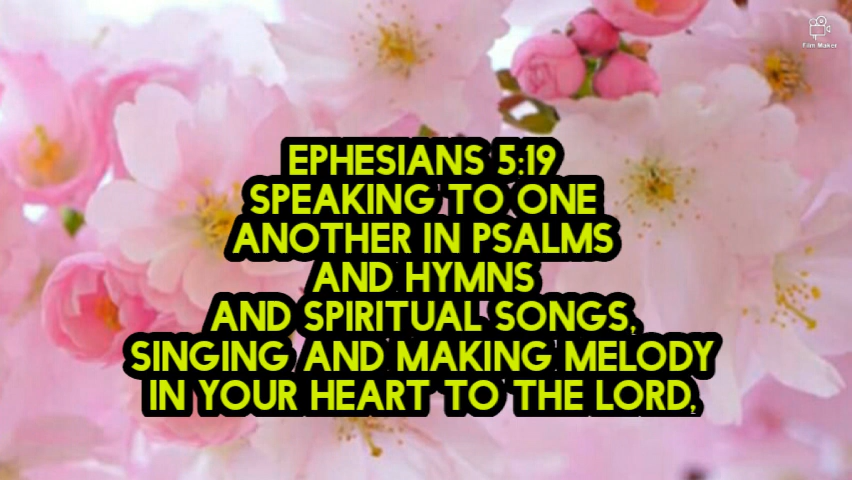 Film Maker
EPHESIANS 5:19
SPEAKING TO ONE
ANOTHER IN PSALMS
AND HYMNS
AND SPIRITUAL SONGS,
SINGING AND MAKING MELODY
IN YOUR HEART TO THE LORD,